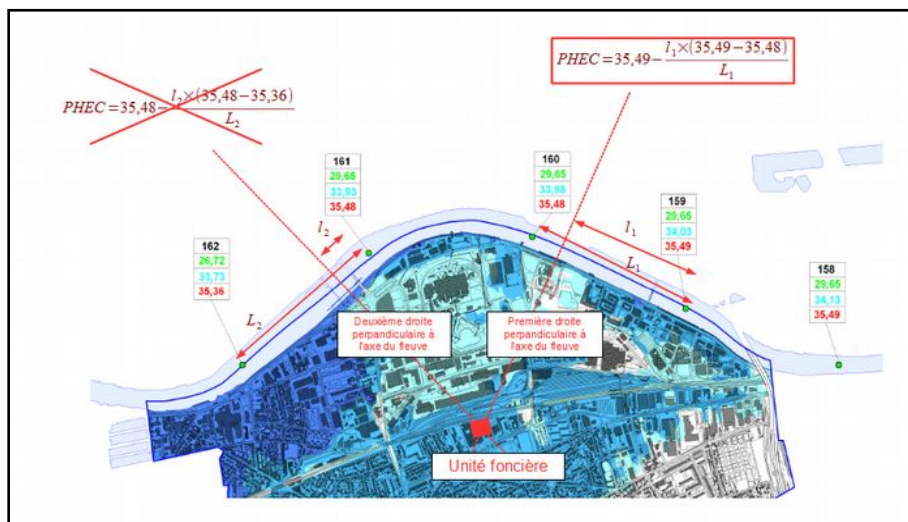 PHEC=35,48−l₂×(35,48−35,36)/L₂
PHEC=35,49−l₁×(35,49−35,48)/L₁
161
29,65
33,93
35,48
160
29,65
33,98
35,48
159
29,65
34,03
35,49
162
26,72
33,73
35,36
158
29,65
34,13
35,49
l₂
l₁
L₁
L₂
Deuxième droite
perpandiculaire à
l'axe du fleuve
Première droite
perpandiculaire à
l'axe du fleuve
Unité foncière